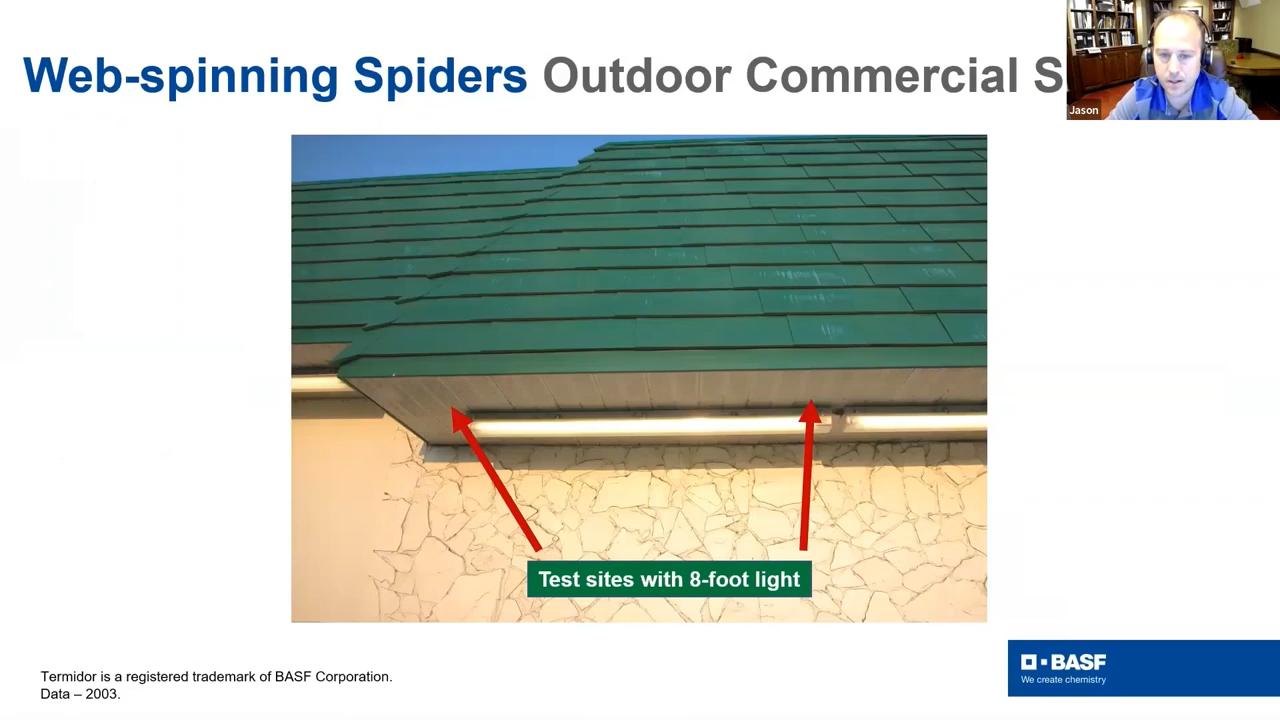 Web-spinning Spiders Outdoor Commercial S
Jason
Test sites with 8-foot light
Termidor is a registered trademark of BASF Corporation.
Data – 2003.
BASF
We create chemistry